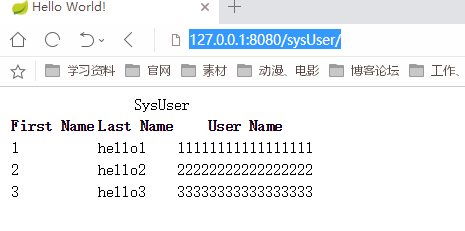 Hello World!
127.0.0.1:8080/sysUser/
学习资料 官网 素材 动漫、电影 博客论坛 工作、
SysUser
First Name Last Name User Name
1 hello1 11111111111111111
2 hello2 22222222222222222
3 hello3 33333333333333333